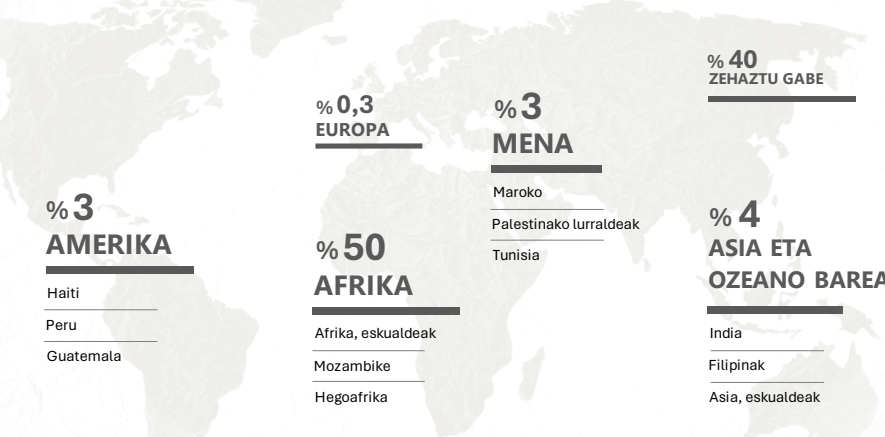 % 3
AMERIKA
Haiti
Peru
Guatemala
% 0,3
EUROPA
% 50
AFRIKA
Afrika, eskualdeak
Mozambike
Hegoafrika
% 3
MENA
Maroko
Palestinako lurraldeak
Tunisia
% 40
ZEHAZTU GABE
% 4
ASIA ETA
OZEANO BAREA
India
Filipinak
Asia, eskualdeak